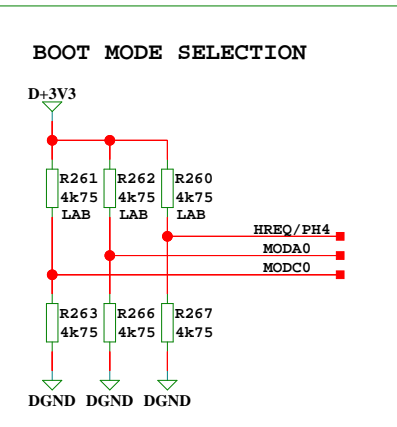 BOOT MODE SELECTION
D+3V3
R261 R262 R260
4k75 4k75 4k75
LAB LAB LAB
HREQ/PH4
MODA0
MODC0
R263 R266 R267
4k75 4k75 4k75
DGND DGND DGND